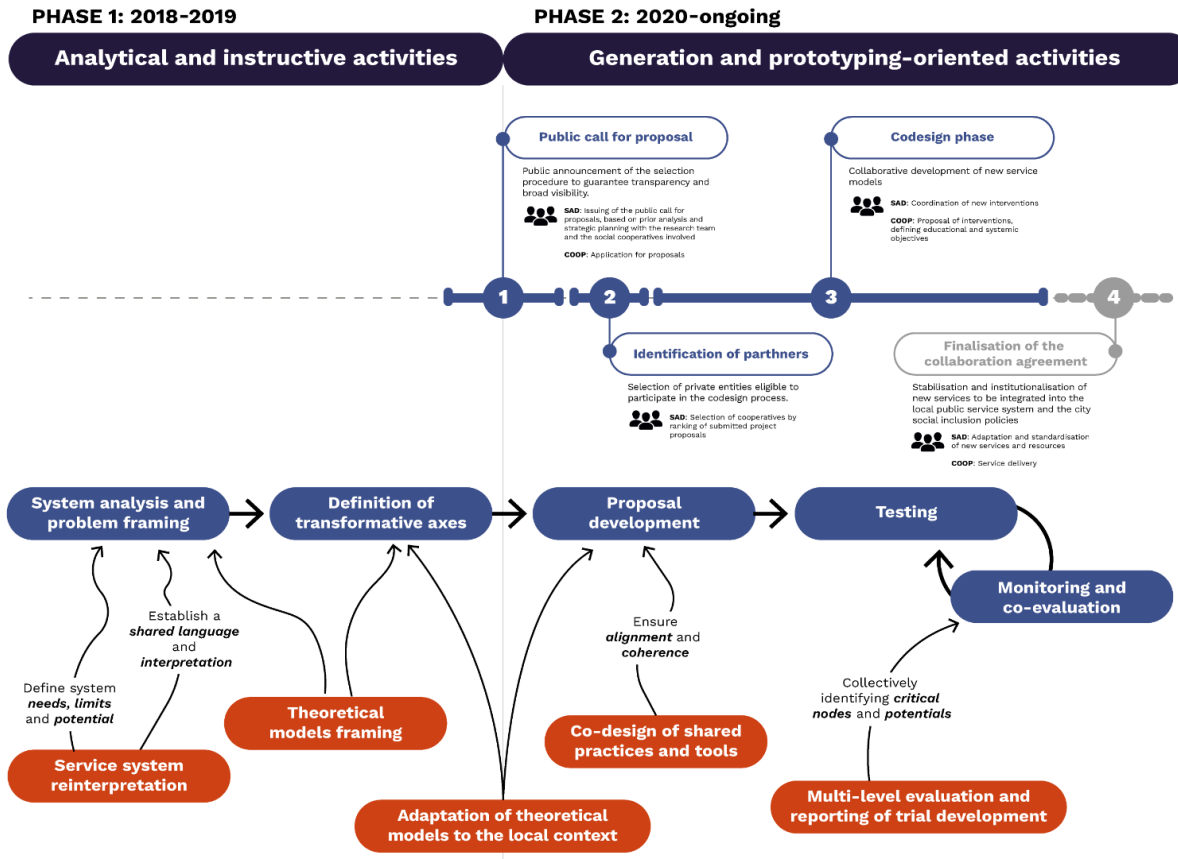 PHASE 1: 2018-2019
PHASE 2: 2020-ongoing
Analytical and instructive activities
Generation and prototyping-oriented activities
Public call for proposal
Public announcement of the selection
procedure to guarantee transparency and
broad visibility.
SAD: Issuing of the public call for
proposals, based on prior analysis and
strategic planning with the research team
and the social cooperatives involved
COOP: Application for proposals
Codesign phase
Collaborative development of new service
models
SAD: Coordination of new interventions
COOP: Proposal of interventions,
defining educational and systemic
objectives
1
2
3
4
Identification of parthners
Selection of private entities eligible to
participate in the codesign process.
SAD: Selection of cooperatives by
ranking of submitted project
proposals
Finalisation of the
collaboration agreement
Stabilisation and institutionalisation of
new services to be integrated into the
local public service system and the city
social inclusion policies
SAD: Adaptation and standardisation
of new services and resources
COOP: Service delivery
System analysis and
problem framing
Definition of
transformative axes
Proposal
development
Testing
Monitoring and
co-evaluation
Define system
needs, limits
and potential
Establish a
shared language
and
interpretation
Ensure
alignment and
coherence
Collectively
identifying critical
nodes and potentials
Service system
reinterpretation
Theoretical
models framing
Adaptation of theoretical
models to the local context
Co-design of shared
practices and tools
Multi-level evaluation and
reporting of trial development